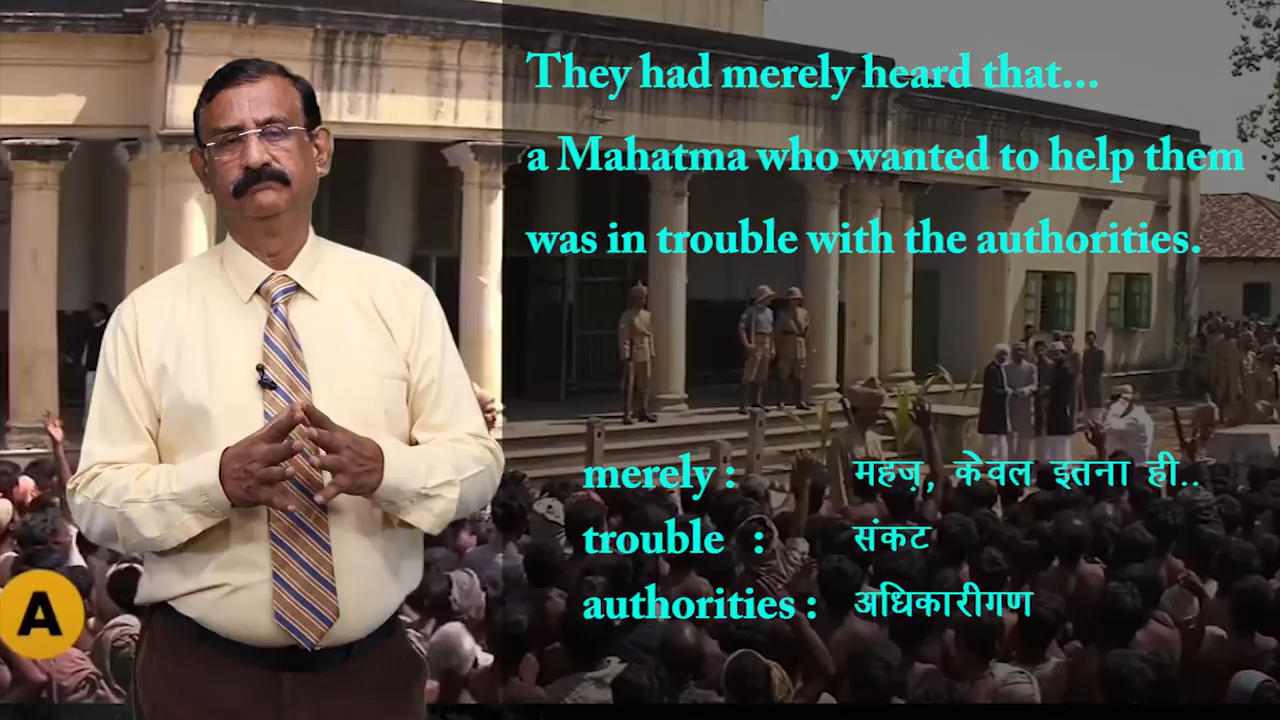 They had merely heard that...
a Mahatma who wanted to help them
was in trouble with the authorities.
merely : महज़, केवल इतना ही..
trouble : संकट
authorities : अधिकारीगण
A